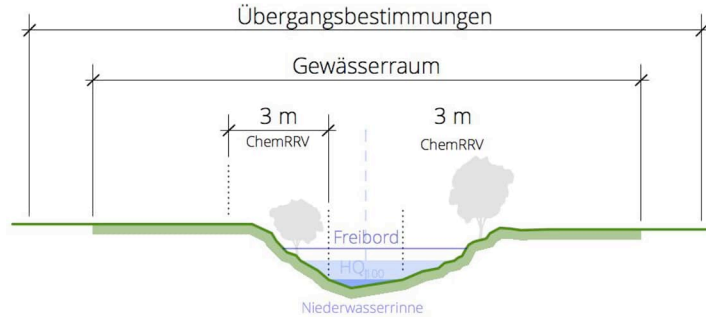 Übergangsbestimmungen
Gewässerraum
3 m
ChemRRV
3 m
ChemRRV
Freibord
HQ100
Niederwasserrinne